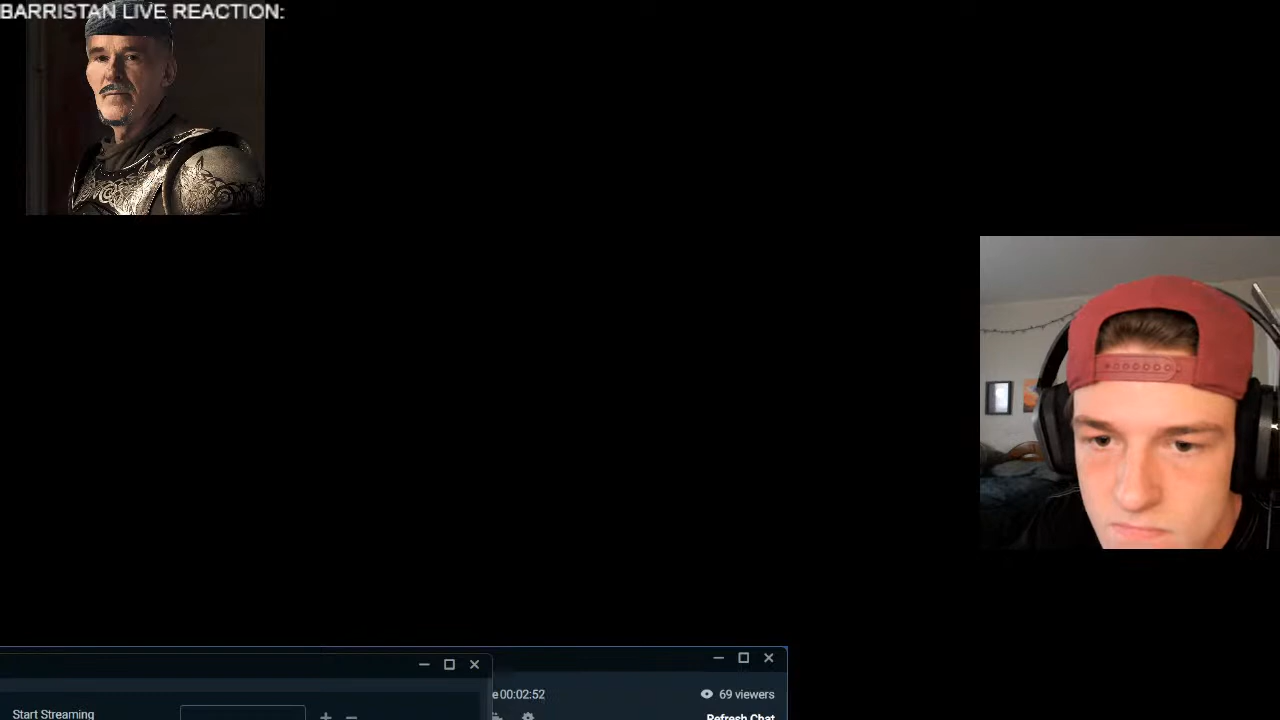 BARRISTAN LIVE REACTION:
e 00:02:52
69 viewers
Start Streaming
Refresh Chat